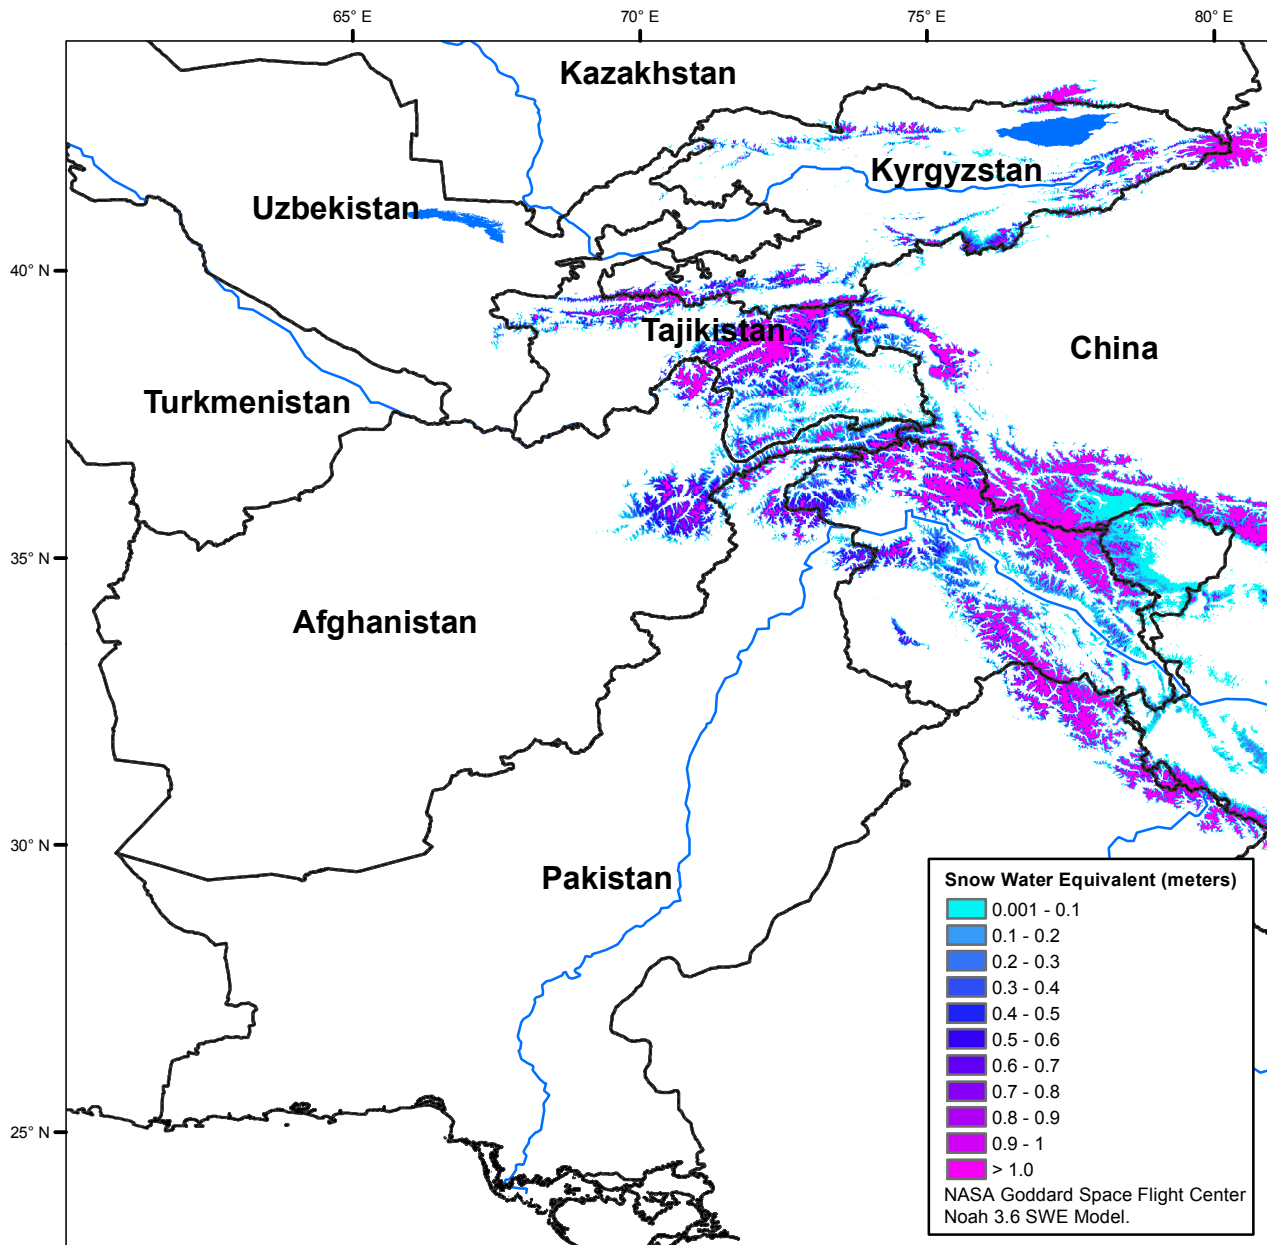 65° E
70° E
75° E
80° E
Kazakhstan
Kyrgyzstan
Uzbekistan
40° N
Tajikistan
China
Turkmenistan
35° N
Afghanistan
30° N
Pakistan
25° N
Snow Water Equivalent (meters)
0.001 - 0.1
0.1 - 0.2
0.2 - 0.3
0.3 - 0.4
0.4 - 0.5
0.5 - 0.6
0.6 - 0.7
0.7 - 0.8
0.8 - 0.9
0.9 - 1
> 1.0
NASA Goddard Space Flight Center
Noah 3.6 SWE Model.